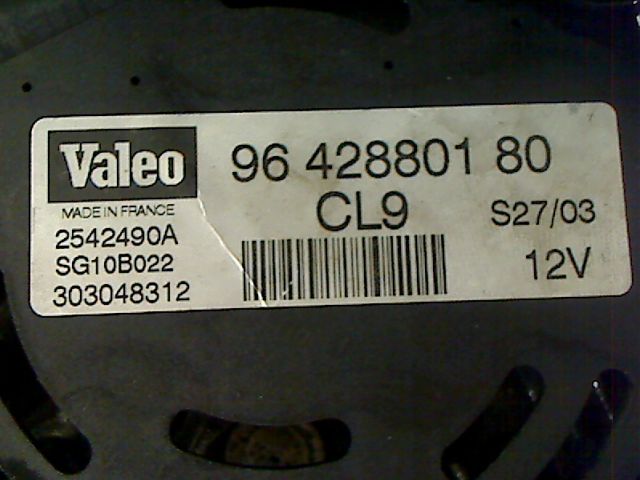 Valeo
MADE IN FRANCE
2542490A
SG10B022
303048312
96 428801 80
CL9
S27/03
12V